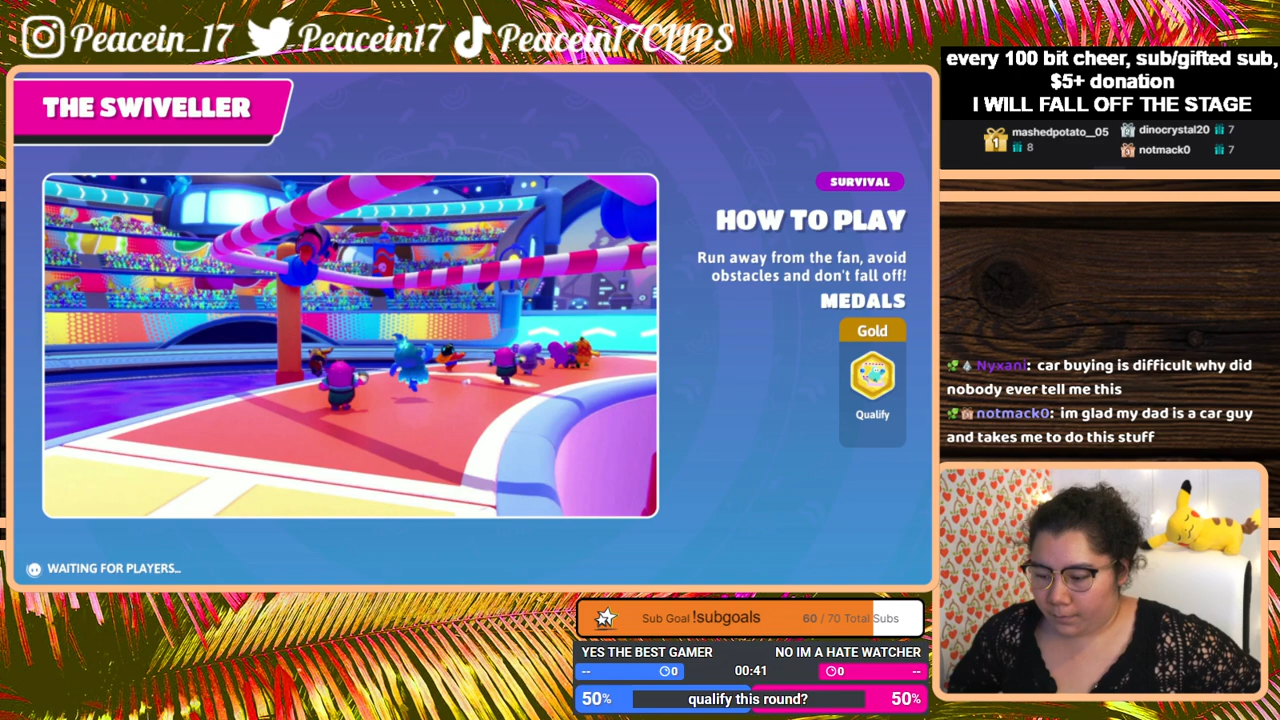 Peacein_17 Peacein17 Peacein17ClIPS
every 100 bit cheer, sub/gifted sub,
$5+ donation
I WILL FALL OFF THE STAGE
1 mashedpotato__05
8
dinocrystal20 7
notmack0 7
THE SWIVELLER
SURVIVAL
HOW TO PLAY
Run away from the fan, avoid
obstacles and don't fall off!
MEDALS
Gold
Qualify
WAITING FOR PLAYERS...
Nyxani: car buying is difficult why did
nobody ever tell me this
notmack0: im glad my dad is a car guy
and takes me to do this stuff
Sub Goal !subgoals 60 / 70 Total Subs
YES THE BEST GAMER NO IM A HATE WATCHER
-- 0 00:41 0 --
50% qualify this round? 50%